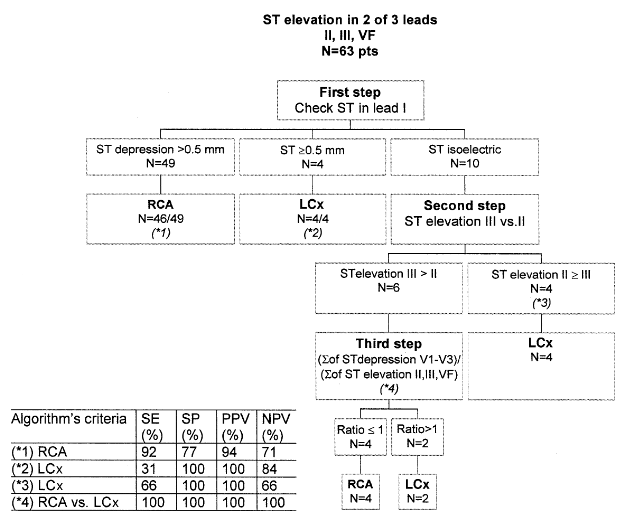 ST elevation in 2 of 3 leads
II, III, VF
N=63 pts
First step
Check ST in lead I
ST depression >0.5 mm
N=49
ST ≥0.5 mm
N=4
ST isoelectric
N=10
RCA
N=46/49
(*1)
LCx
N=4/4
(*2)
Second step
ST elevation III vs.II
STelevation III > II
N=6
ST elevation II ≥ III
N=4
(*3)
Third step
(Σof STdepression V1-V3)/
(Σof ST elevation II,III,VF)
(*4)
LCx
N=4
Ratio ≤ 1
N=4
Ratio>1
N=2
RCA
N=4
LCx
N=2
Algorithm's criteria SE (%) SP (%) PPV (%) NPV (%)
(*1) RCA 92 77 94 71
(*2) LCx 31 100 100 84
(*3) LCx 66 100 100 66
(*4) RCA vs. LCx 100 100 100 100